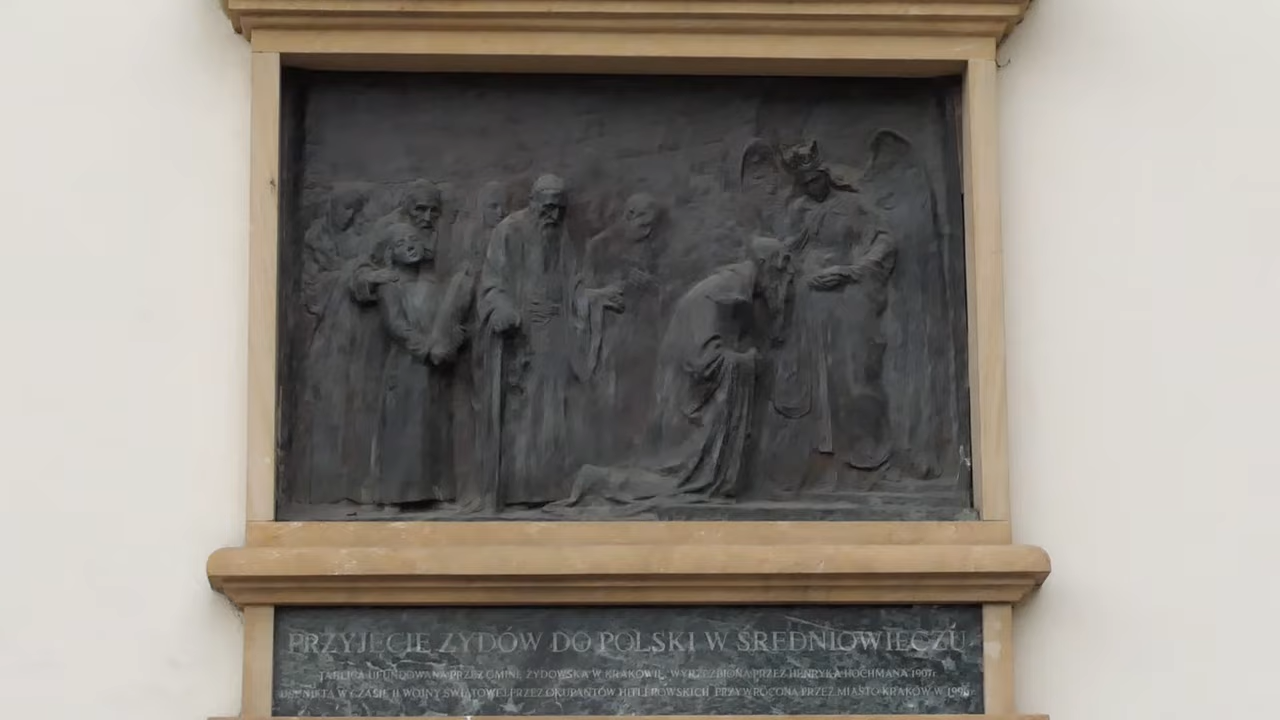 PRZYJĘCIE ŻYDÓW DO POLSKI W ŚREDNIOWIECZU
TABLICA UFUNDOWANA PRZEZ GMINĘ ŻYDOWSKĄ W KRAKOWIE, WYRZEŹBIONA PRZEZ HENRYKA HOCHMANA 1907r.
USUNIĘTA W CZASIE II WOJNY ŚWIATOWEJ PRZEZ OKUPANTÓW HITLEROWSKICH PRZYWRÓCONA PRZEZ MIASTO KRAKÓW W